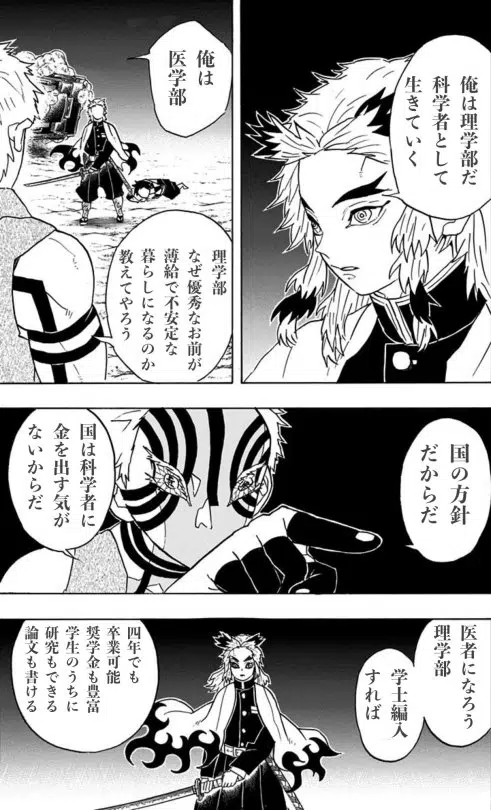 俺は理学部だ
科学者として
生きていく
俺は
医学部
理学部
なぜ優秀なお前が
薄給で不安定な
暮らしになるのか
教えてやろう
国の方針
だからだ
国は科学者に
金を出す気が
ないからだ
医者になろう
理学部
学士編入
すれば
四年でも
卒業可能
奨学金も豊富
学生のうちに
研究もできる
論文も書ける